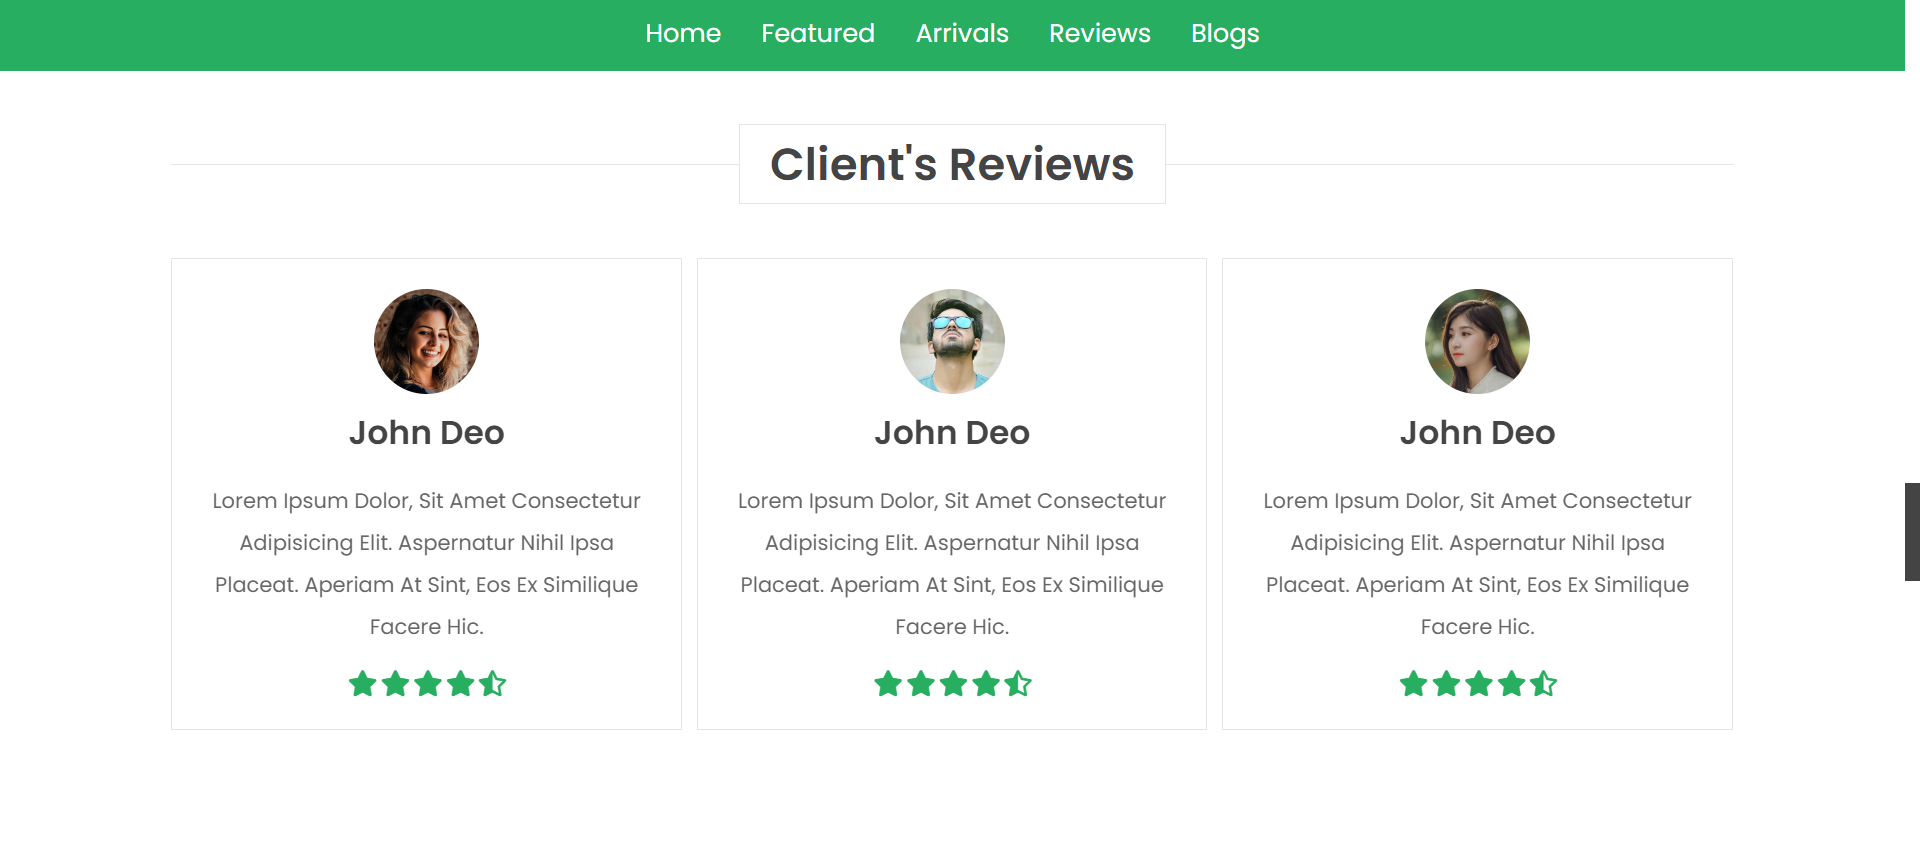 Home Featured Arrivals Reviews Blogs
Client's Reviews
John Deo
Lorem Ipsum Dolor, Sit Amet Consectetur
Adipisicing Elit. Aspernatur Nihil Ipsa
Placeat. Aperiam At Sint, Eos Ex Similique
Facere Hic.
John Deo
Lorem Ipsum Dolor, Sit Amet Consectetur
Adipisicing Elit. Aspernatur Nihil Ipsa
Placeat. Aperiam At Sint, Eos Ex Similique
Facere Hic.
John Deo
Lorem Ipsum Dolor, Sit Amet Consectetur
Adipisicing Elit. Aspernatur Nihil Ipsa
Placeat. Aperiam At Sint, Eos Ex Similique
Facere Hic.